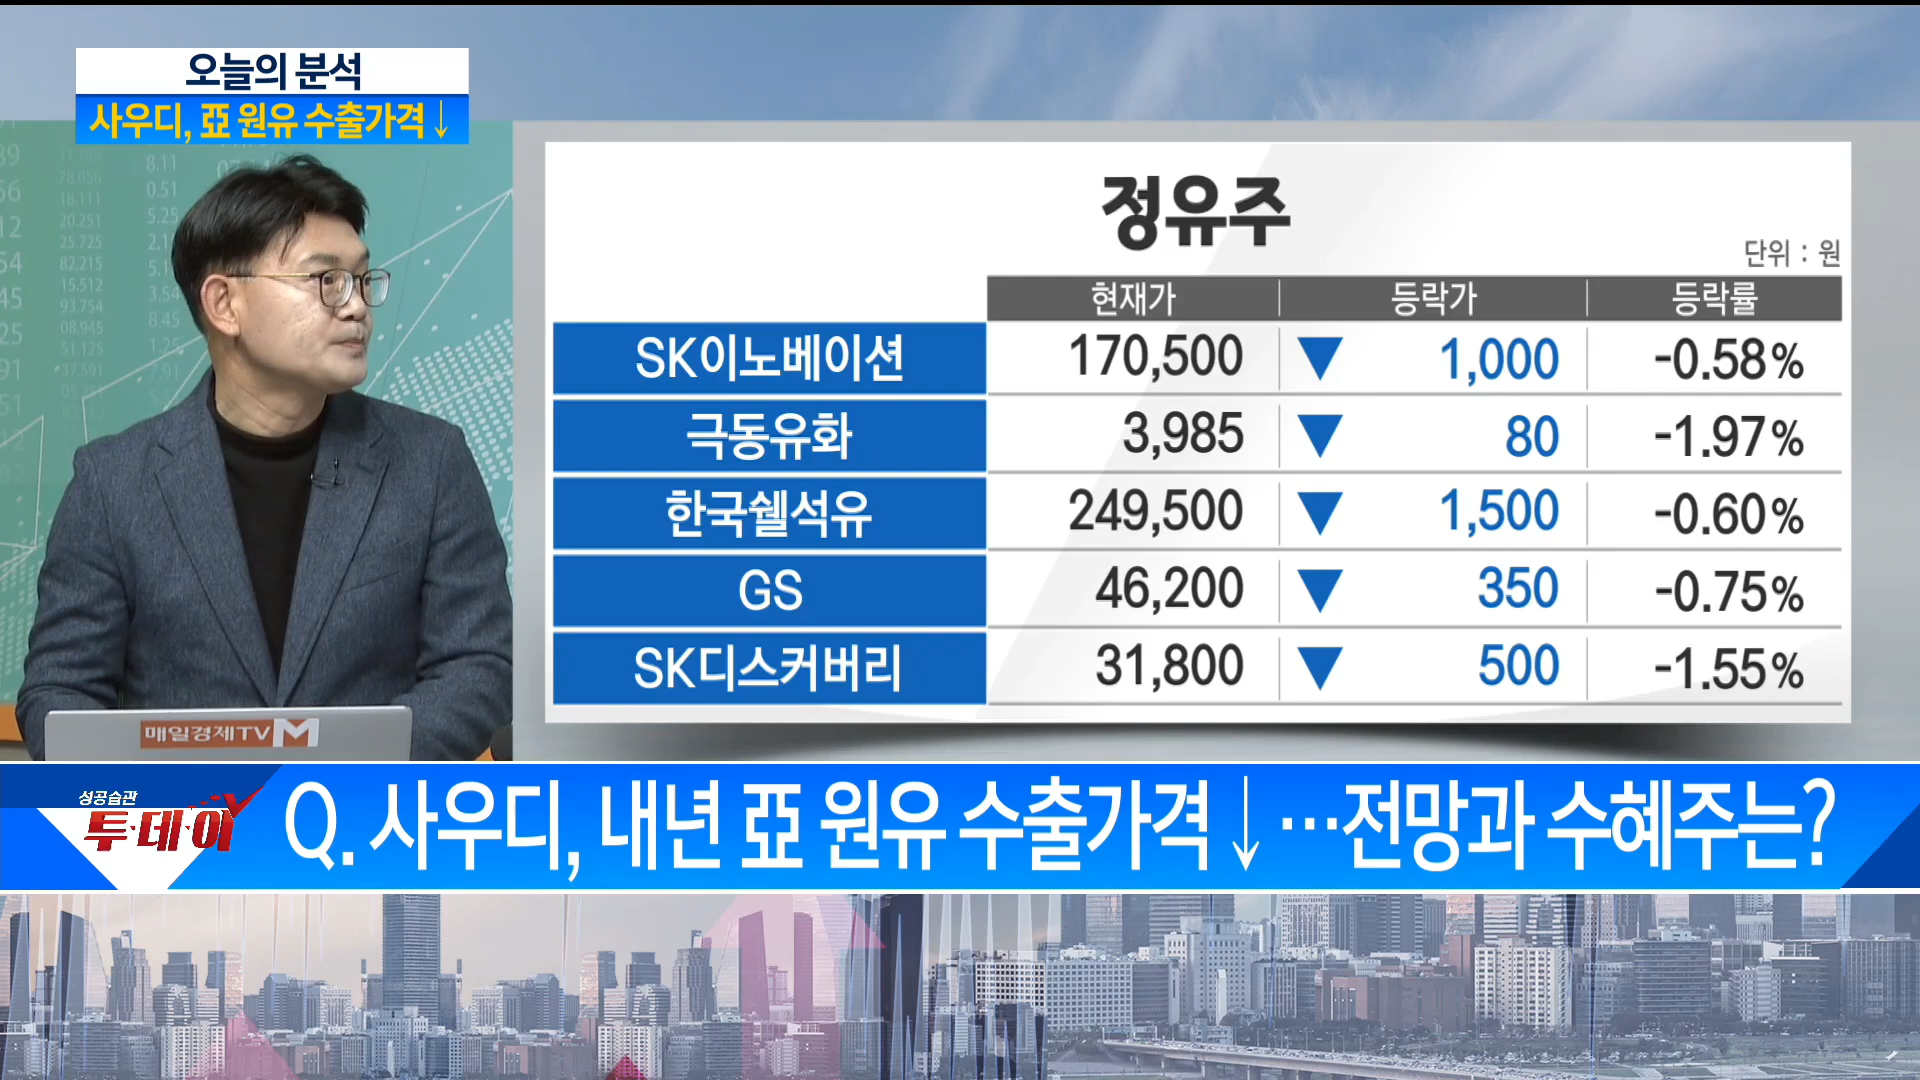 오늘의 분석
사우디, 亞 원유 수출가격↓
정유주
단위 : 원
현재가 등락가 등락률
SK이노베이션 170,500 ▼ 1,000 -0.58%
극동유화 3,985 ▼ 80 -1.97%
한국쉘석유 249,500 ▼ 1,500 -0.60%
GS 46,200 ▼ 350 -0.75%
SK디스커버리 31,800 ▼ 500 -1.55%
매일경제TV M
성공습관
투·데·이
Q. 사우디, 내년 亞 원유 수출가격↓…전망과 수혜주는?